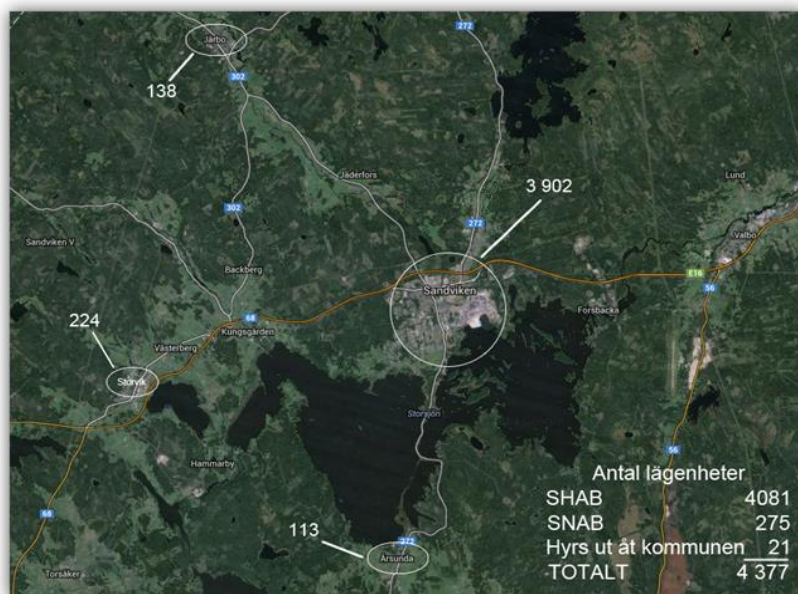 272
Järbo
138
302
Jäderfors
Lund
3 902
302
272
Valbo
Sandviken V
Backberg
E16
Sandviken
56
Forsbacka
224
68
Kungsgården
Västerberg
Storvik
Storsjön
56
Hammarby
Antal lägenheter
SHAB 4081
68
SNAB 275
113
272
Hyrs ut åt kommunen 21
Årsunda
TOTALT 4 377
Torsåker